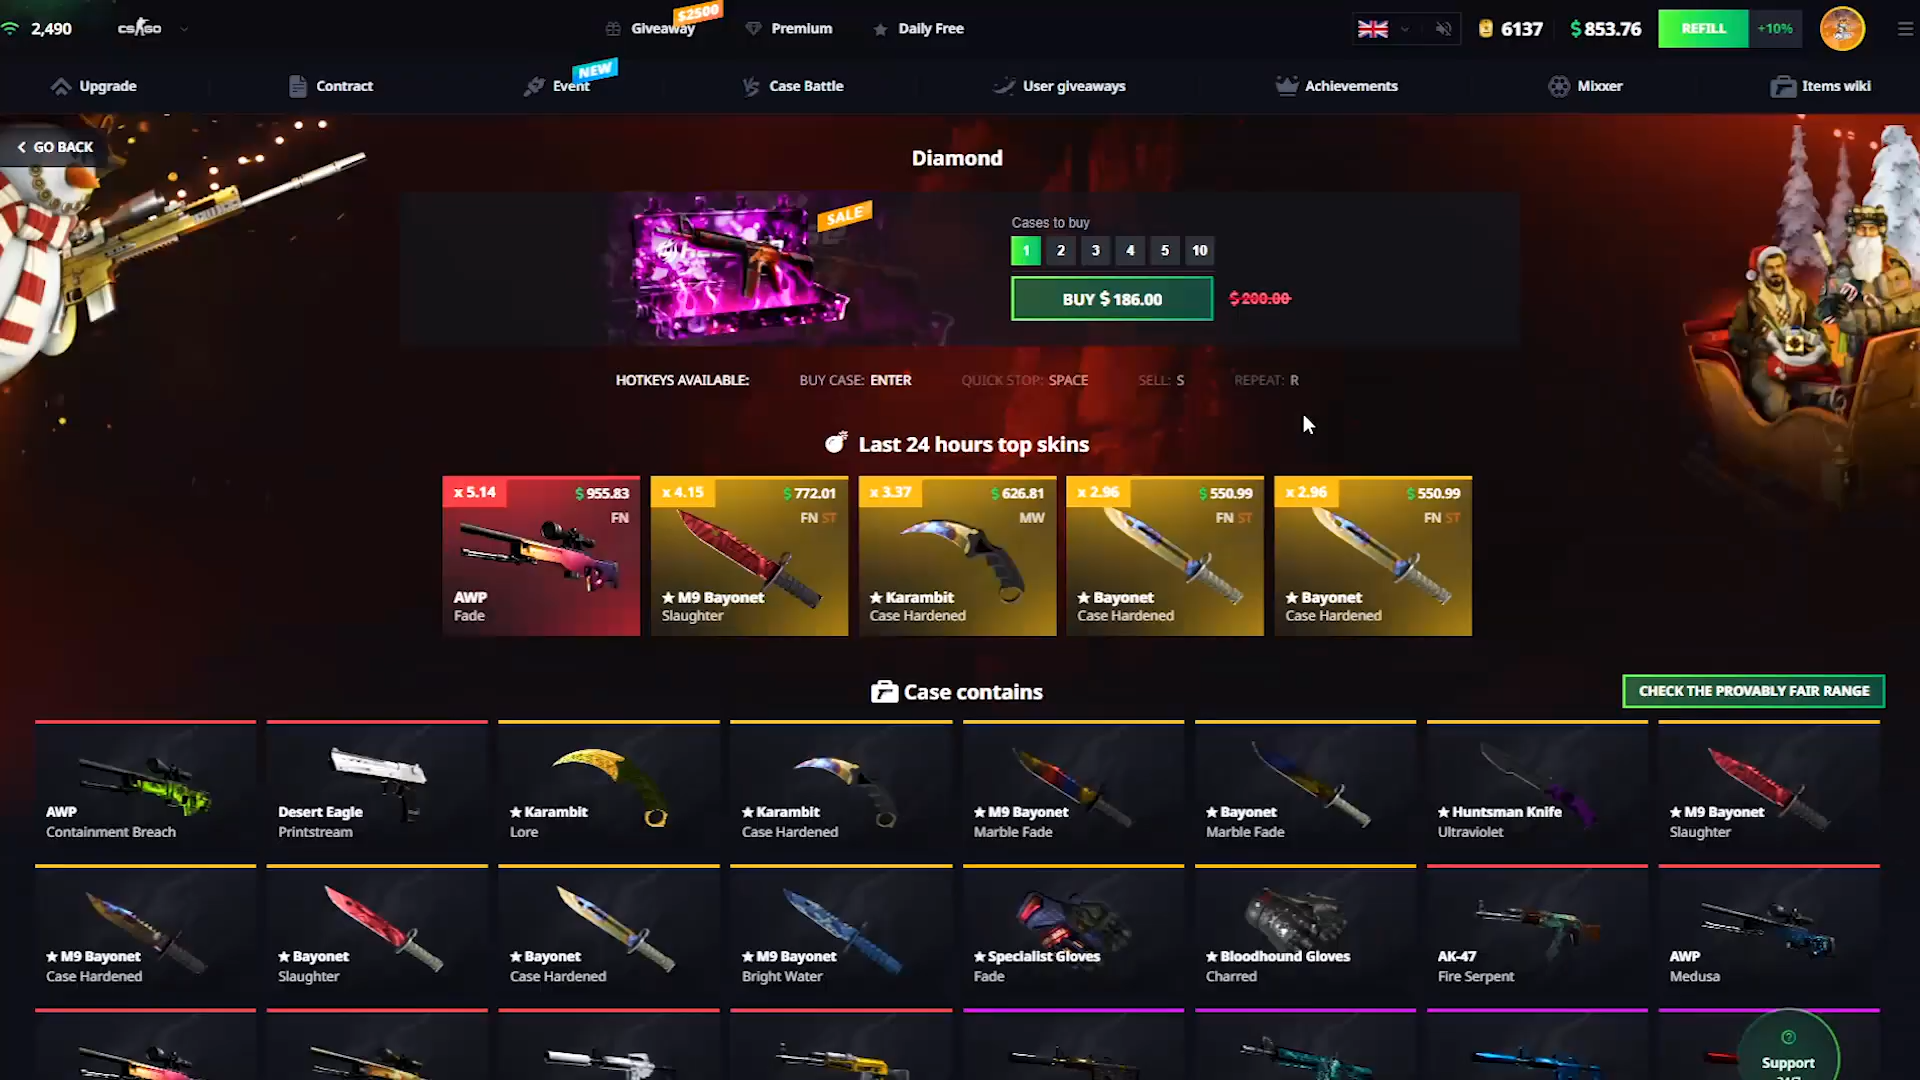 2,490
CS:GO
Giveaway
$2500
Premium
Daily Free
6137
$ 853.76
REFILL
+10%
Upgrade
Contract
Event
NEW
Case Battle
User giveaways
Achievements
Mixxer
Items wiki
GO BACK
Diamond
SALE
Cases to buy
1 2 3 4 5 10
BUY $ 186.00
$ 200.00
HOTKEYS AVAILABLE: BUY CASE: ENTER QUICK STOP: SPACE SELL: S REPEAT: R
Last 24 hours top skins
x 5.14 $ 955.83
FN
AWP
Fade
x 4.15 $ 772.01
FN ST
★ M9 Bayonet
Slaughter
x 3.37 $ 626.81
MW
★ Karambit
Case Hardened
x 2.96 $ 550.99
FN ST
★ Bayonet
Case Hardened
x 2.96 $ 550.99
FN ST
★ Bayonet
Case Hardened
Case contains
CHECK THE PROVABLY FAIR RANGE
AWP
Containment Breach
Desert Eagle
Printstream
★ Karambit
Lore
★ Karambit
Case Hardened
★ M9 Bayonet
Marble Fade
★ Bayonet
Marble Fade
★ Huntsman Knife
Ultraviolet
★ M9 Bayonet
Slaughter
★ M9 Bayonet
Case Hardened
★ Bayonet
Slaughter
★ Bayonet
Case Hardened
★ M9 Bayonet
Bright Water
★ Specialist Gloves
Fade
★ Bloodhound Gloves
Charred
AK-47
Fire Serpent
AWP
Medusa
Support